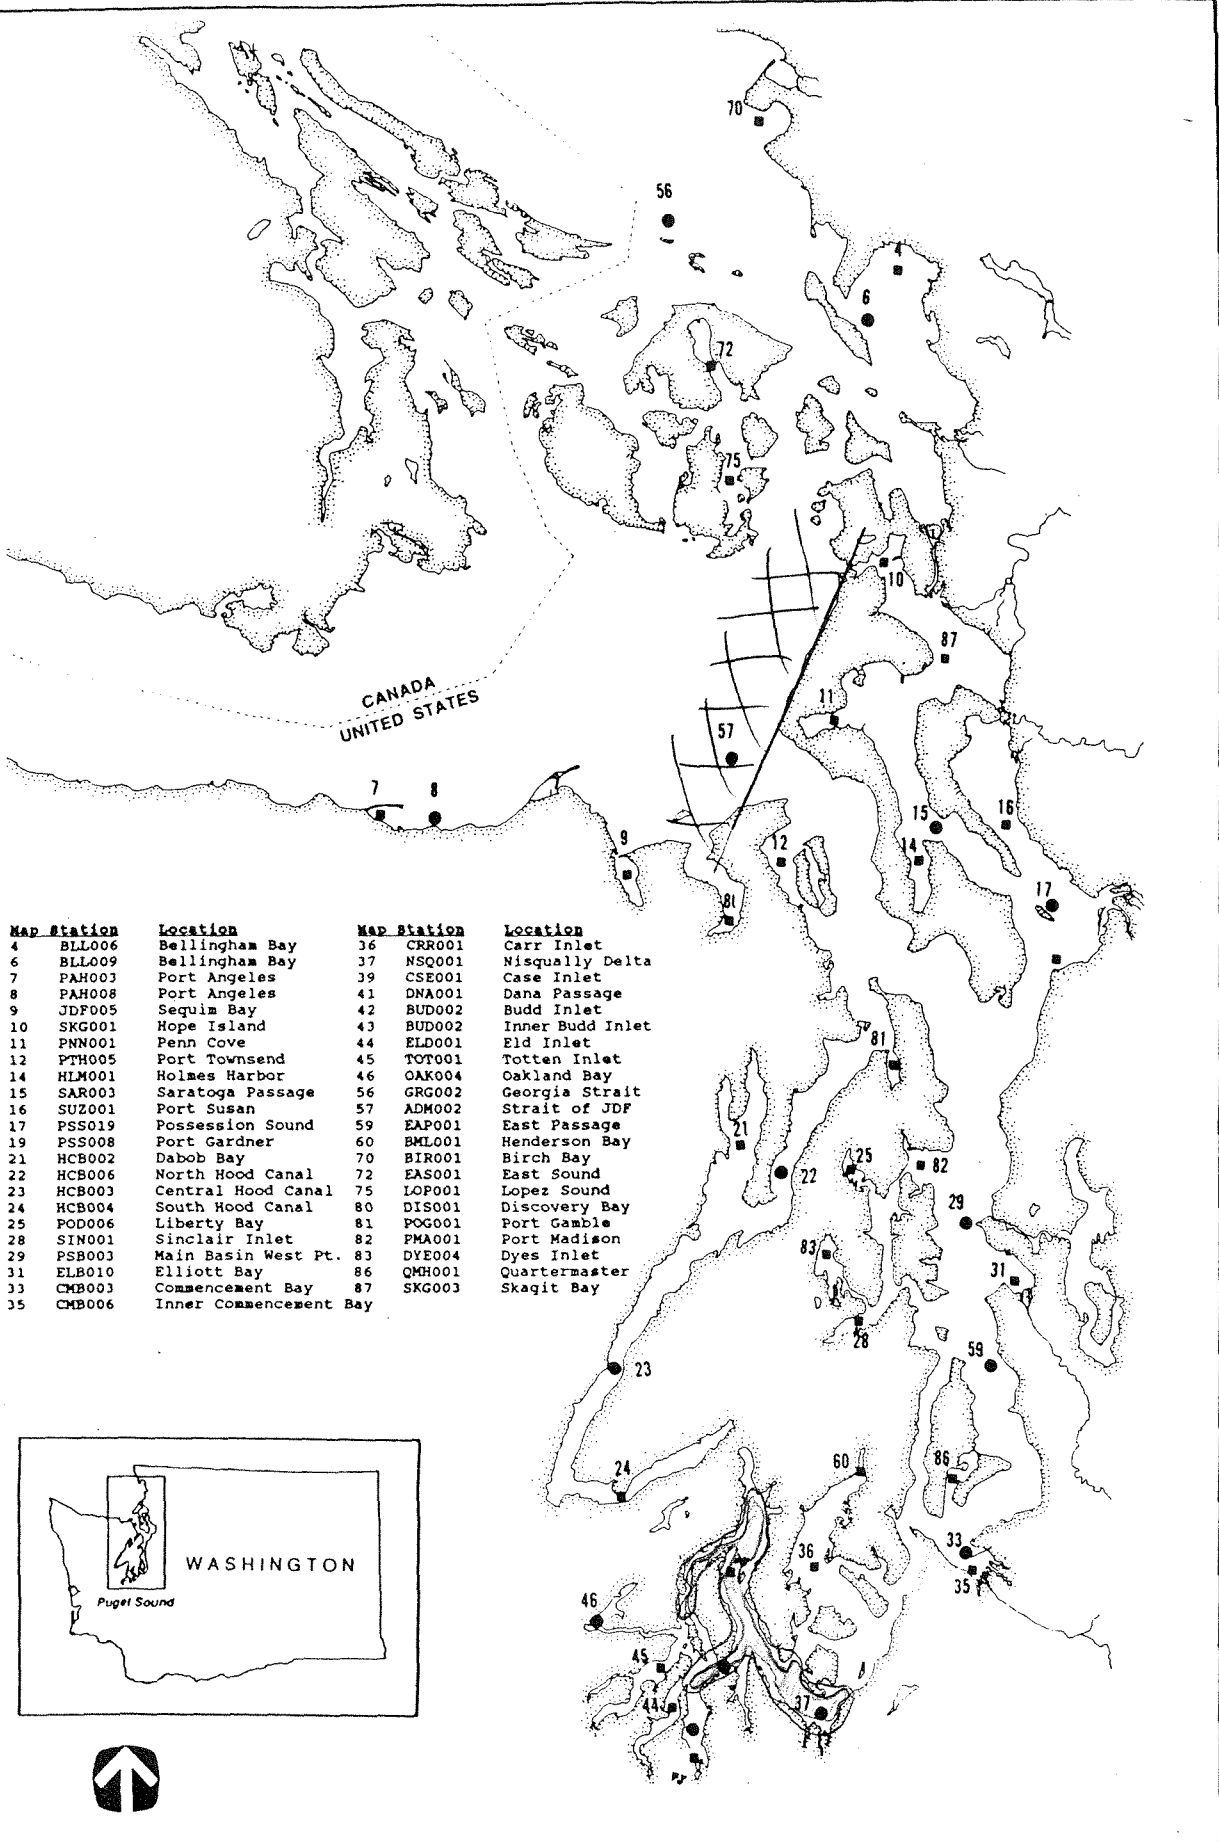 70
56
4
6
72
75
10
87
CANADA
UNITED STATES
11
57
7
8
16
15
9
12
14
17
80
Map Station Location Map Station Location
4 BLL006 Bellingham Bay 36 CRR001 Carr Inlet
6 BLL009 Bellingham Bay 37 NSQ001 Nisqually Delta
7 PAH003 Port Angeles 39 CSE001 Case Inlet
8 PAH008 Port Angeles 41 DNA001 Dana Passage
9 JDF005 Sequim Bay 42 BUD002 Budd Inlet
10 SKG001 Hope Island 43 BUD002 Inner Budd Inlet
11 PNN001 Penn Cove 44 ELD001 Eld Inlet
12 PTH005 Port Townsend 45 TOT001 Totten Inlet
14 HLM001 Holmes Harbor 46 OAK004 Oakland Bay
15 SAR003 Saratoga Passage 56 GRG002 Georgia Strait
16 SUZ001 Port Susan 57 ADM002 Strait of JDF
17 PSS019 Possession Sound 59 EAP001 East Passage
19 PSS008 Port Gardner 60 BML001 Henderson Bay
21 HCB002 Dabob Bay 70 BIR001 Birch Bay
22 HCB006 North Hood Canal 72 EAS001 East Sound
23 HCB003 Central Hood Canal 75 LOP001 Lopez Sound
24 HCB004 South Hood Canal 80 DIS001 Discovery Bay
25 POD006 Liberty Bay 81 POG001 Port Gamble
28 SIN001 Sinclair Inlet 82 PMA001 Port Madison
29 PSB003 Main Basin West Pt. 83 DYE004 Dyes Inlet
31 ELB010 Elliott Bay 86 QMH001 Quartermaster
33 CMB003 Commencement Bay 87 SKG003 Skagit Bay
35 CMB006 Inner Commencement Bay
81
21
25
82
22
29
83
31
28
59
23
60
86
24
33
36
35
46
45
44
37
WASHINGTON
Puget Sound